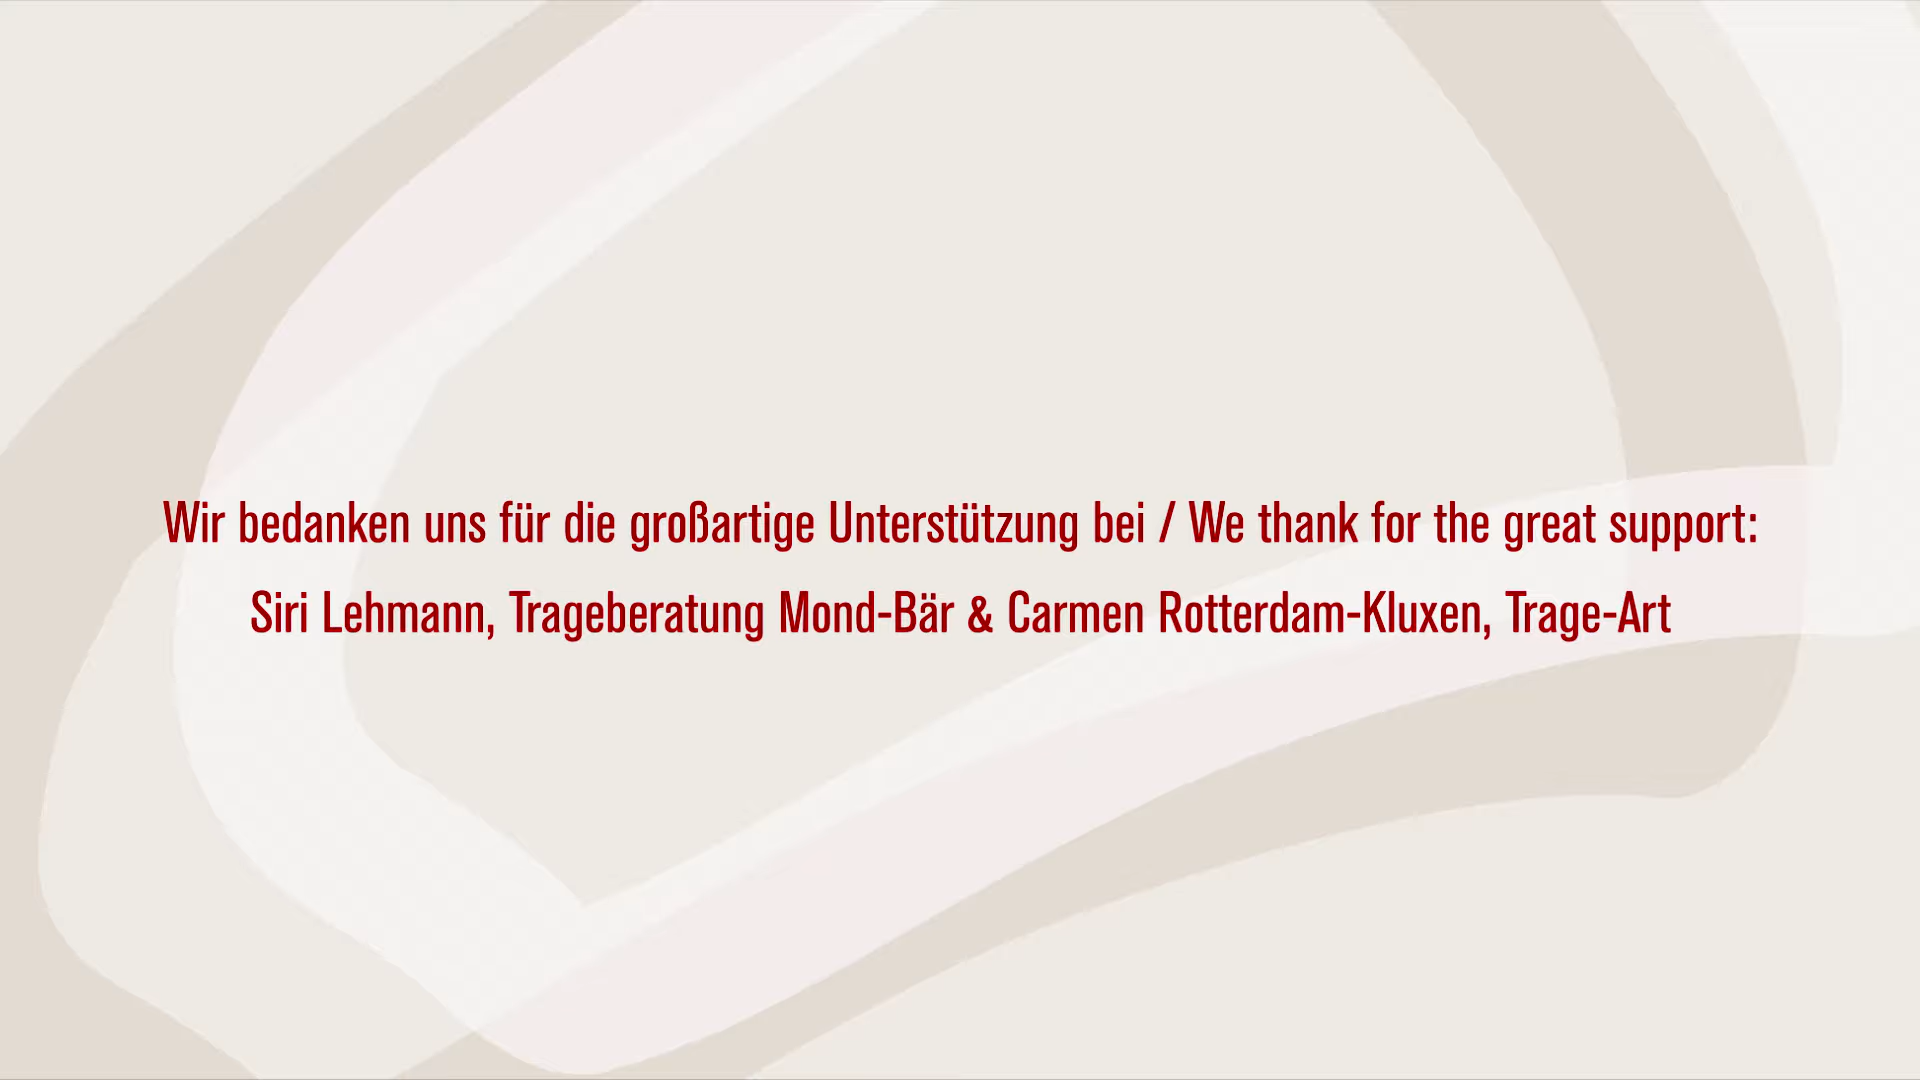 Wir bedanken uns für die großartige Unterstützung bei / We thank for the great support:
Siri Lehmann, Trageberatung Mond-Bär & Carmen Rotterdam-Kluxen, Trage-Art